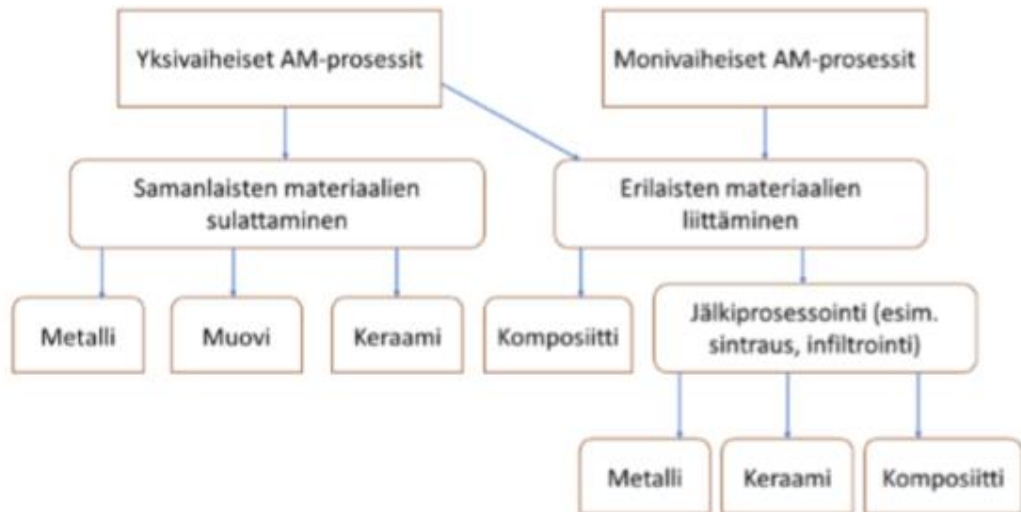 Yksivaiheiset AM-prosessit
Monivaiheiset AM-prosessit
Samanlaisten materiaalien
sulattaminen
Erilaisten materiaalien
liittäminen
Metalli
Muovi
Keraami
Komposiitti
Jälkiprosessointi (esim.
sintraus, infiltrointi)
Metalli
Keraami
Komposiitti